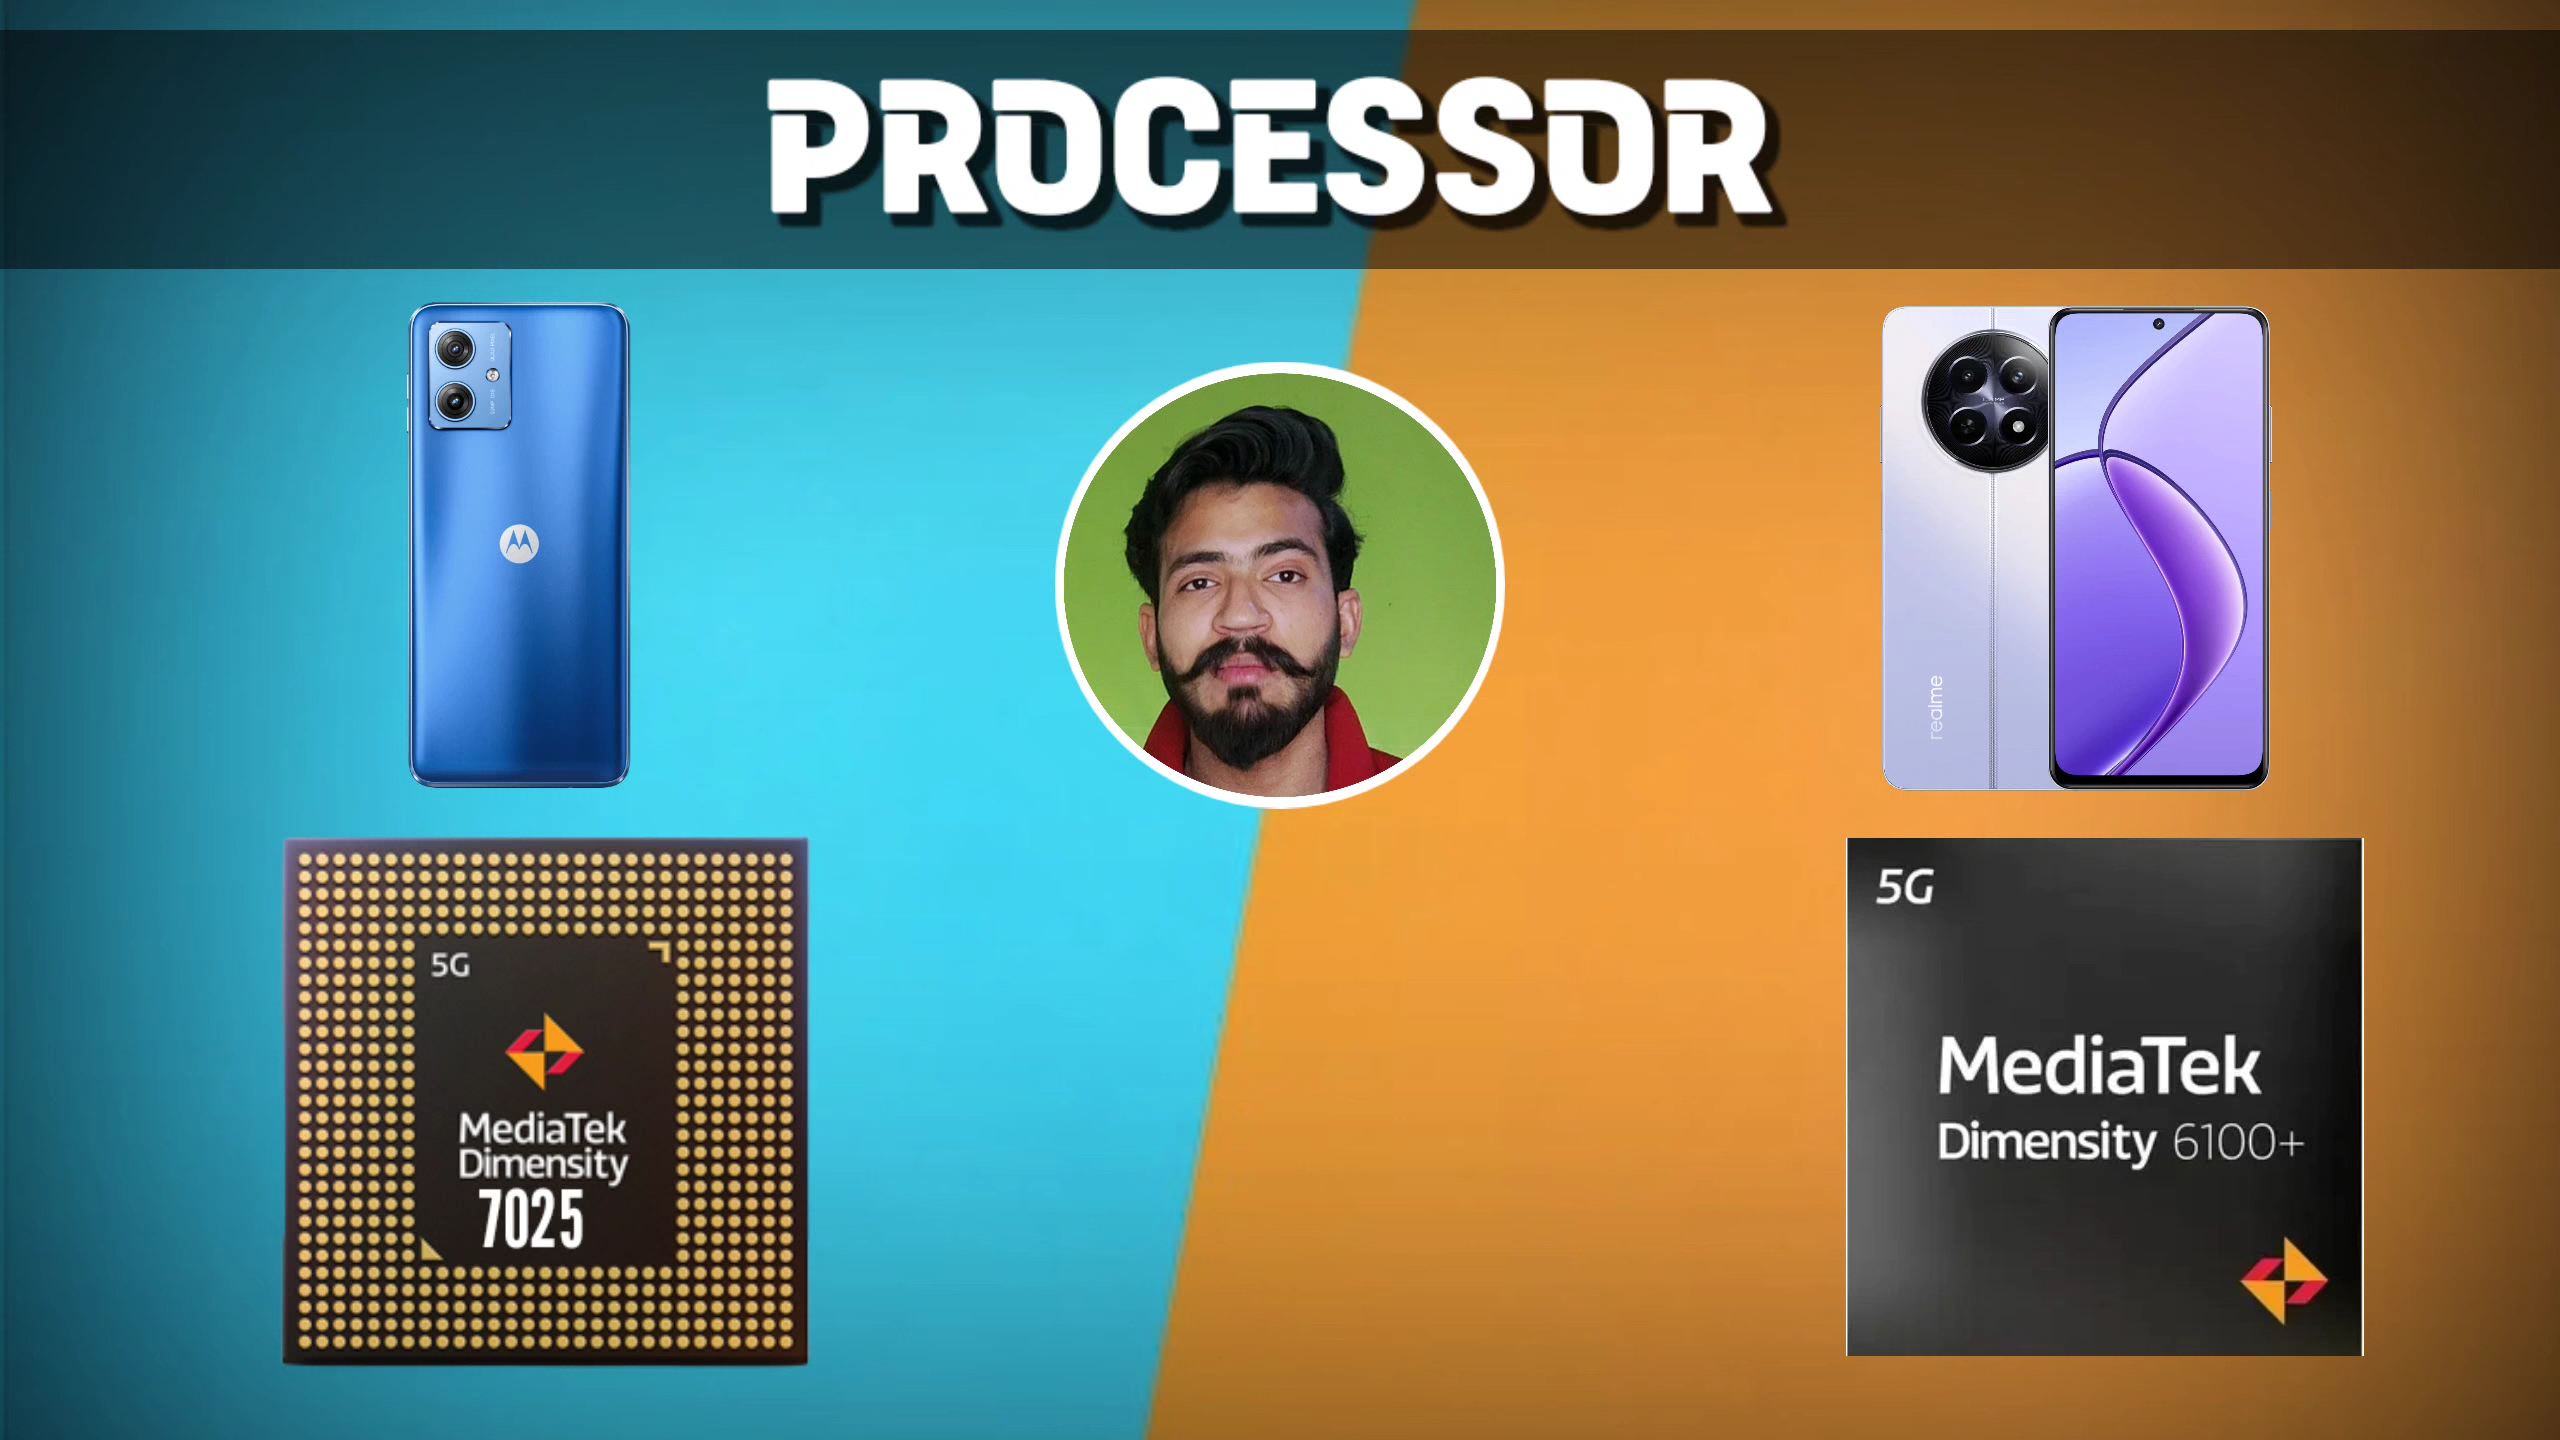 PROCESSOR
realme
5G
MediaTek
Dimensity
7025
5G
MediaTek
Dimensity 6100+